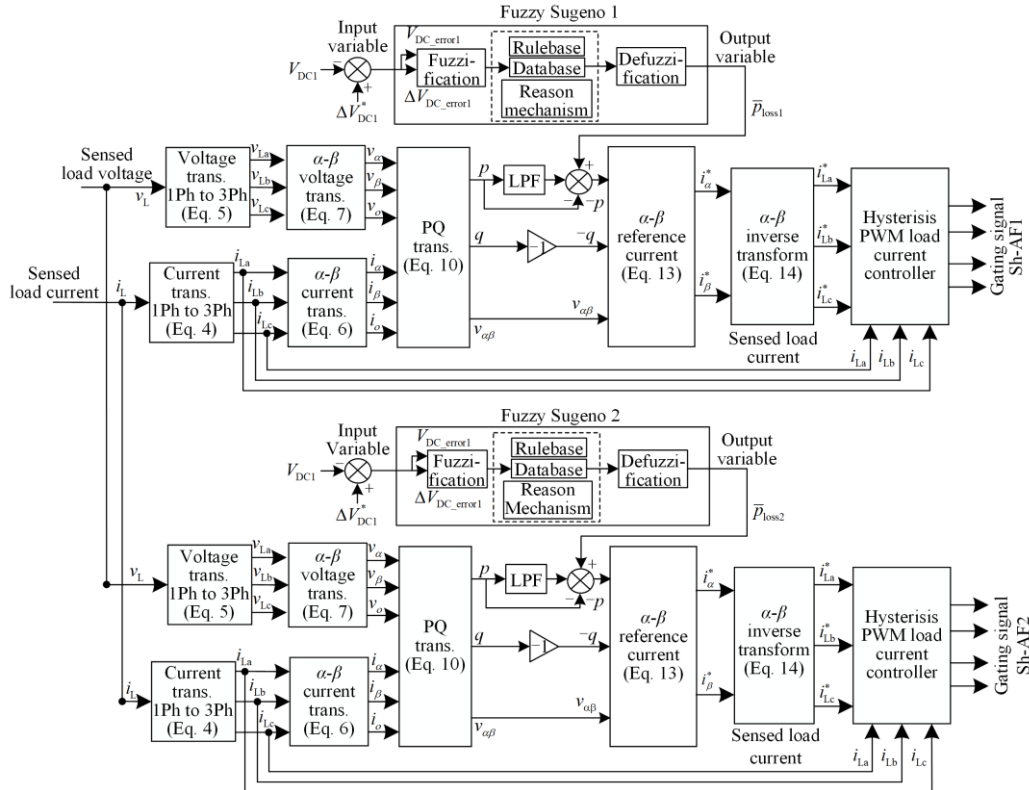 Fuzzy Sugeno 1
Input variable
V_DC1
−
+
ΔV*_DC1
V_DC_error1
Fuzzi-fication
ΔV_DC_error1
Rulebase
Database
Reason mechanism
Defuzzi-fication
Output variable
p̅_loss1
Sensed load voltage
v_L
Voltage trans. 1Ph to 3Ph (Eq. 5)
v_La
v_Lb
v_Lc
α-β voltage trans. (Eq. 7)
v_α
v_β
v_o
PQ trans. (Eq. 10)
p
LPF
+
−
−p
q
−1
−q
v_αβ
v_αβ
α-β reference current (Eq. 13)
i*_α
i*_β
α-β inverse transform (Eq. 14)
i*_La
i*_Lb
i*_Lc
Hysterisis PWM load current controller
Gating signal Sh-AF1
Sensed load current
i_L
Current trans. 1Ph to 3Ph (Eq. 4)
i_La
i_Lb
i_Lc
α-β current trans. (Eq. 6)
i_α
i_β
i_o
Sensed load current
i_La
i_Lb
i_Lc
Fuzzy Sugeno 2
Input Variable
V_DC1
−
+
ΔV*_DC1
V_DC_error1
Fuzzi-fication
ΔV_DC_error1
Rulebase
Database
Reason Mechanism
Defuzzi-fication
Output variable
p̅_loss2
v_L
Voltage trans. 1Ph to 3Ph (Eq. 5)
v_La
v_Lb
v_Lc
α-β voltage trans. (Eq. 7)
v_α
v_β
v_o
PQ trans. (Eq. 10)
p
LPF
+
−
−p
q
−1
−q
v_αβ
v_αβ
α-β reference current (Eq. 13)
i*_α
i*_β
α-β inverse transform (Eq. 14)
i*_La
i*_Lb
i*_Lc
Hysterisis PWM load current controller
Gating signal Sh-AF2
i_L
Current trans. 1Ph to 3Ph (Eq. 4)
i_La
i_Lb
i_Lc
α-β current trans. (Eq. 6)
i_α
i_β
i_o
Sensed load current
i_La
i_Lb
i_Lc